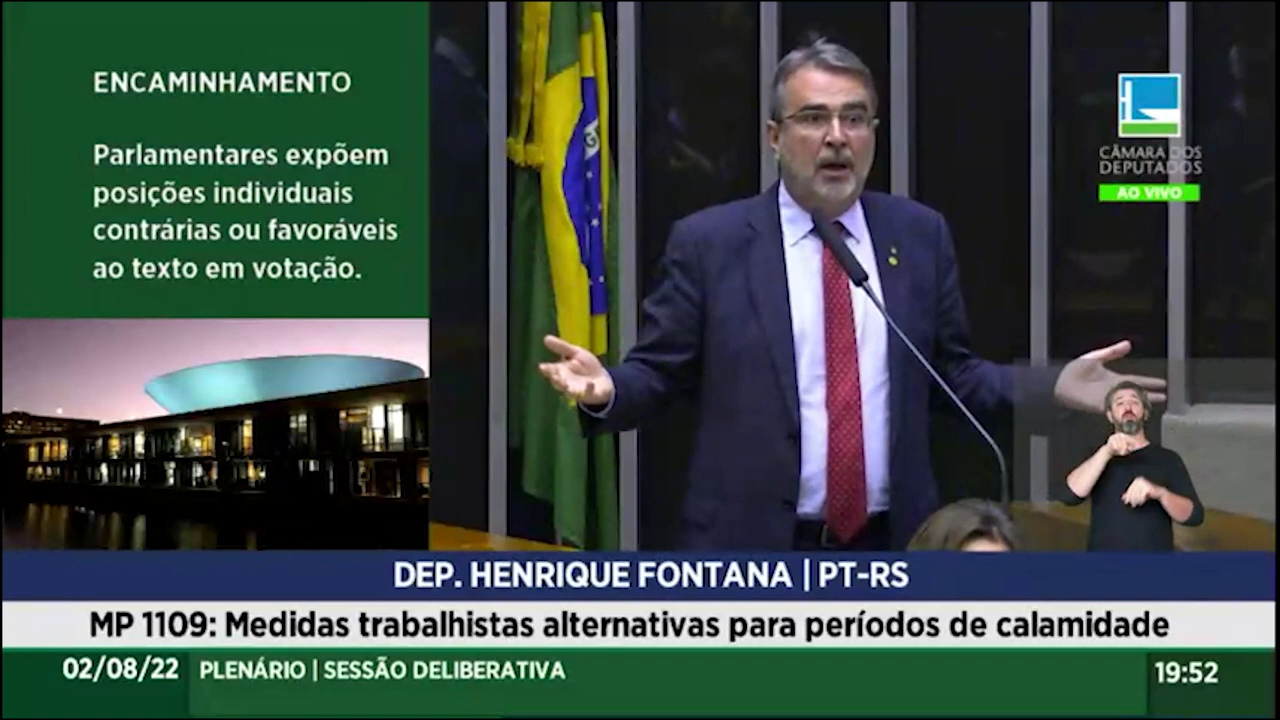 ENCAMINHAMENTO
Parlamentares expõem
posições individuais
contrárias ou favoráveis
ao texto em votação.
CÂMARA DOS
DEPUTADOS
AO VIVO
DEP. HENRIQUE FONTANA | PT-RS
MP 1109: Medidas trabalhistas alternativas para períodos de calamidade
02/08/22 PLENÁRIO | SESSÃO DELIBERATIVA 19:52